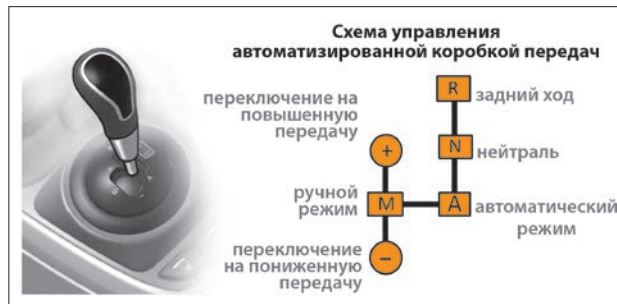 Схема управления
автоматизированной коробкой передач
переключение на
повышенную
передачу
R
задний ход
+
N
нейтраль
ручной
режим
M
A
автоматический
режим
–
переключение
на пониженную
передачу